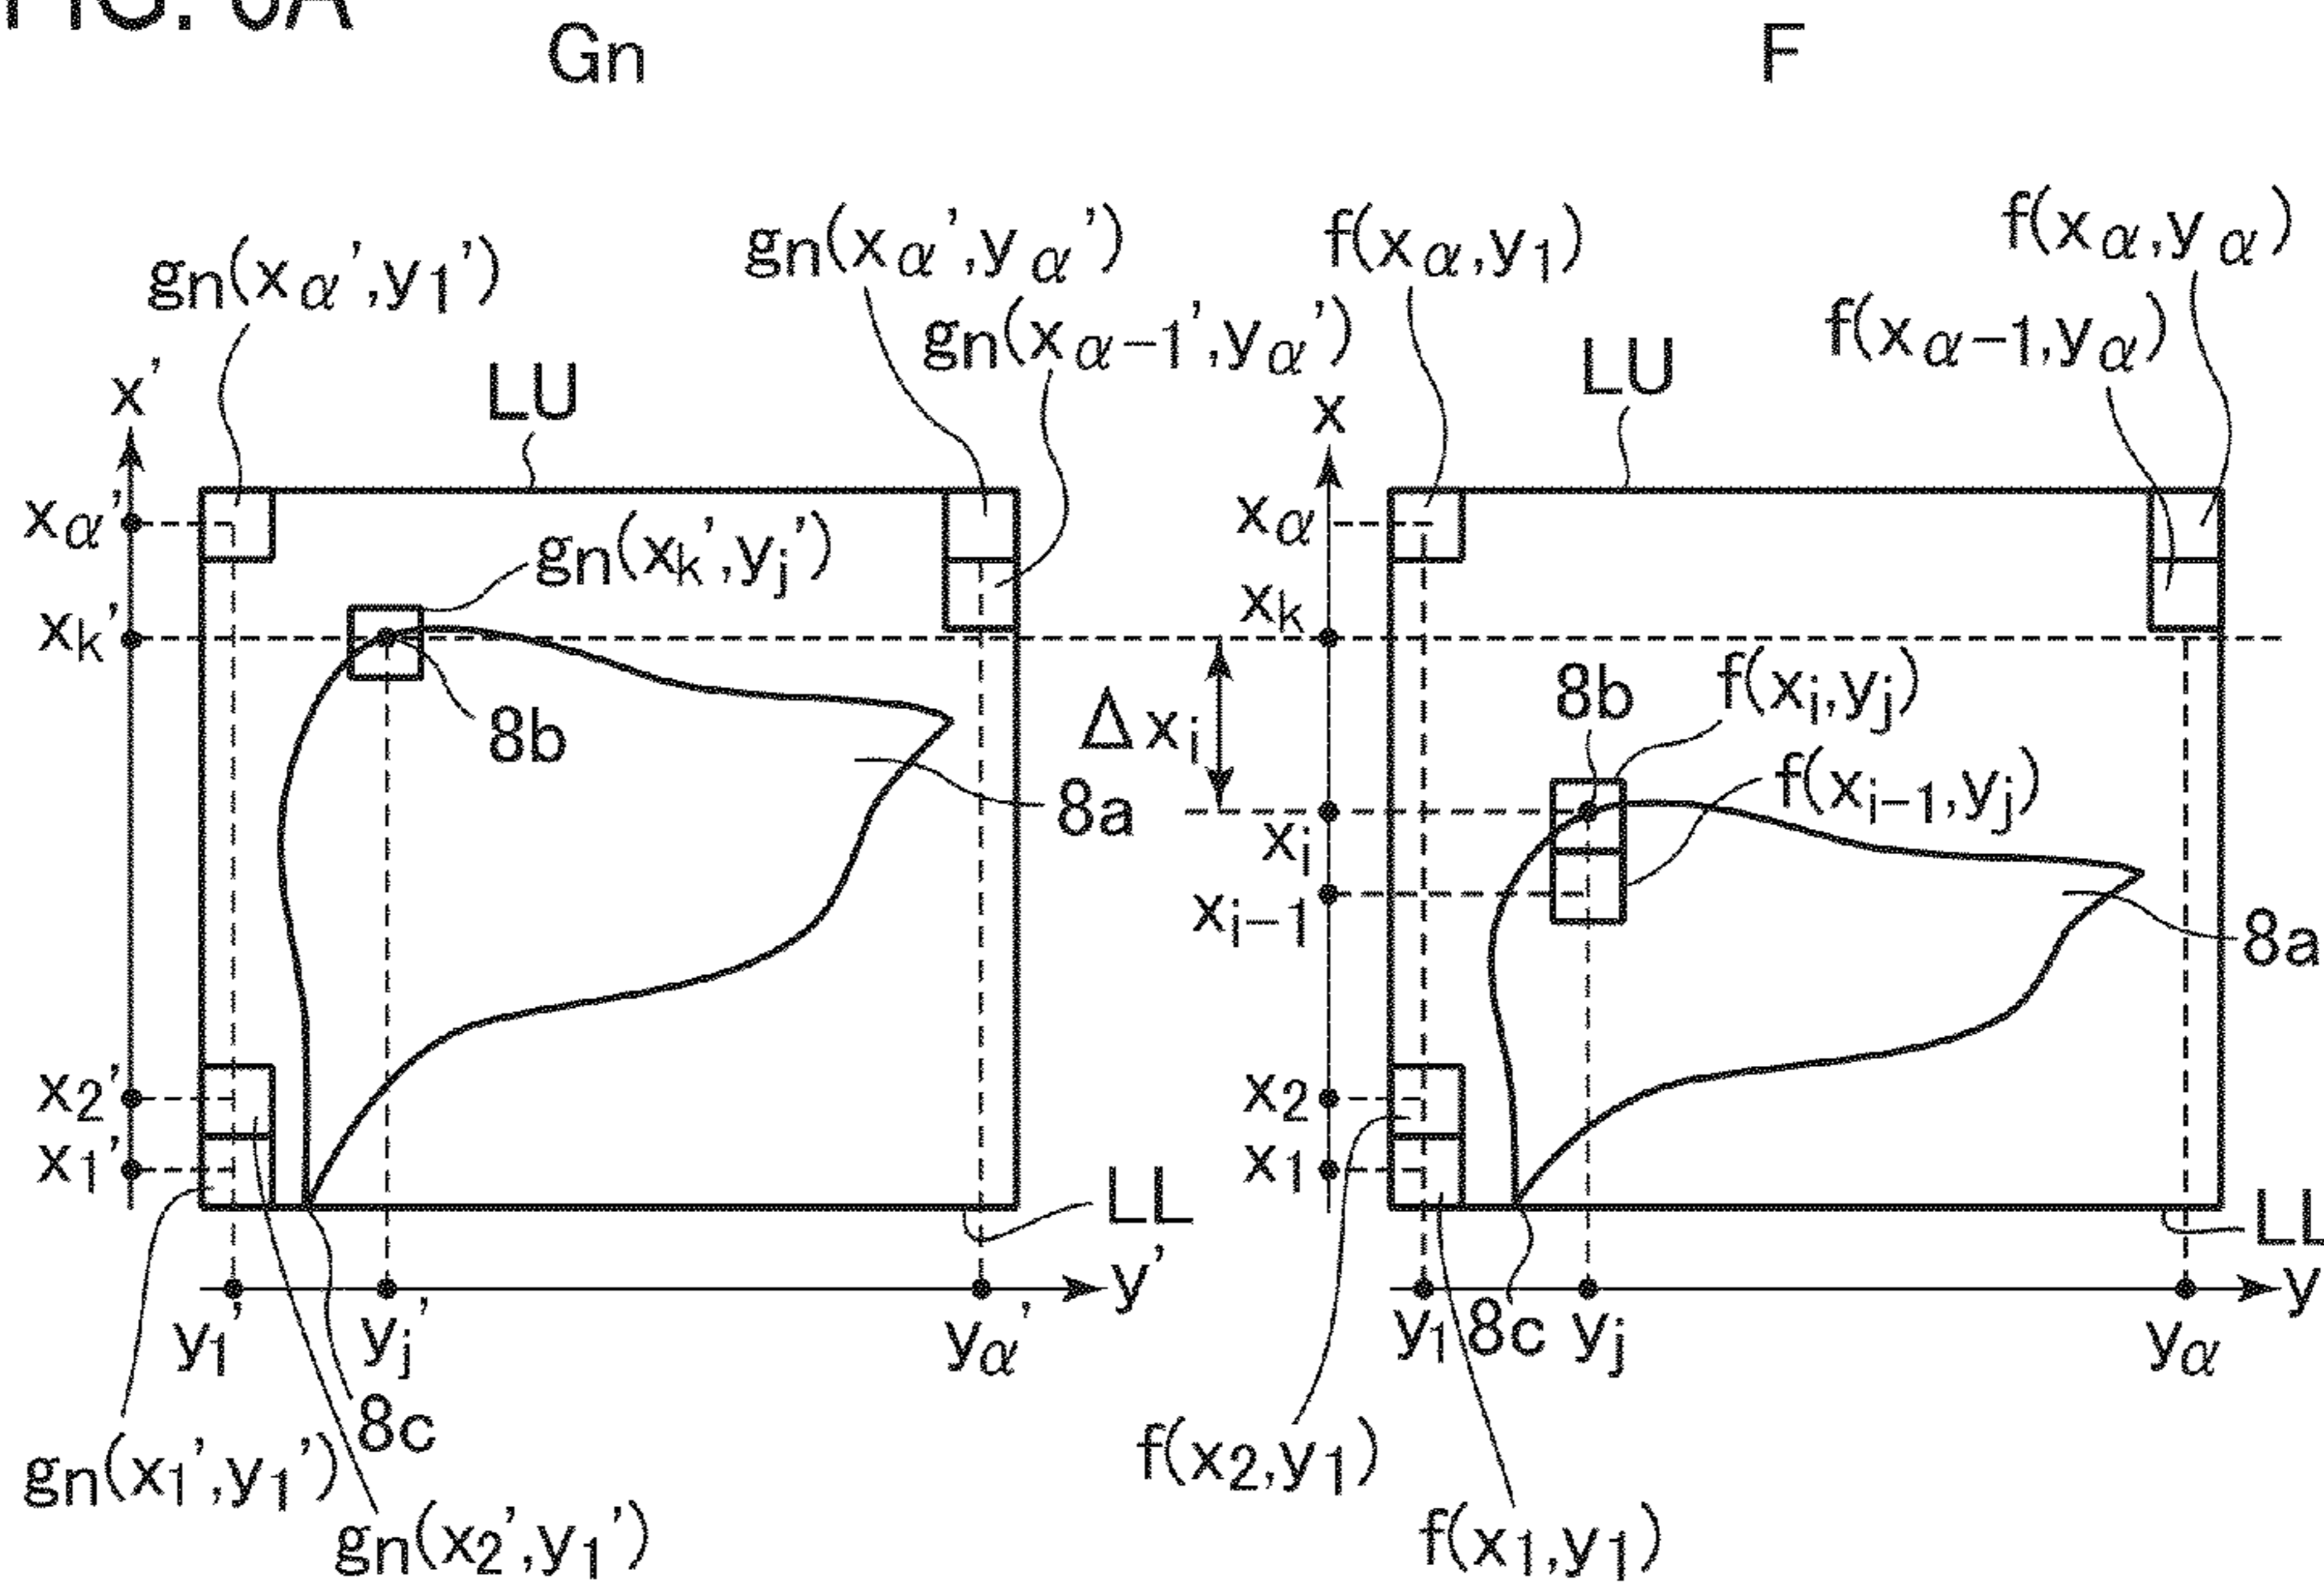 Gn
F
gn(xα',y1')
gn(xα',yα')
f(xα,y1)
f(xα,yα)
gn(xα-1',yα')
f(xα-1,yα)
x'
LU
x
LU
xα'
gn(xk',yj')
xα
xk'
xk
8b
Δxi
8b
f(xi,yj)
8a
f(xi-1,yj)
xi
xi-1
8a
x2'
x2
x1'
x1
LL
LL
y'
y
y1'
yj'
yα'
y1
8c
yj
yα
8c
gn(x1',y1')
f(x2,y1)
gn(x2',y1')
f(x1,y1)